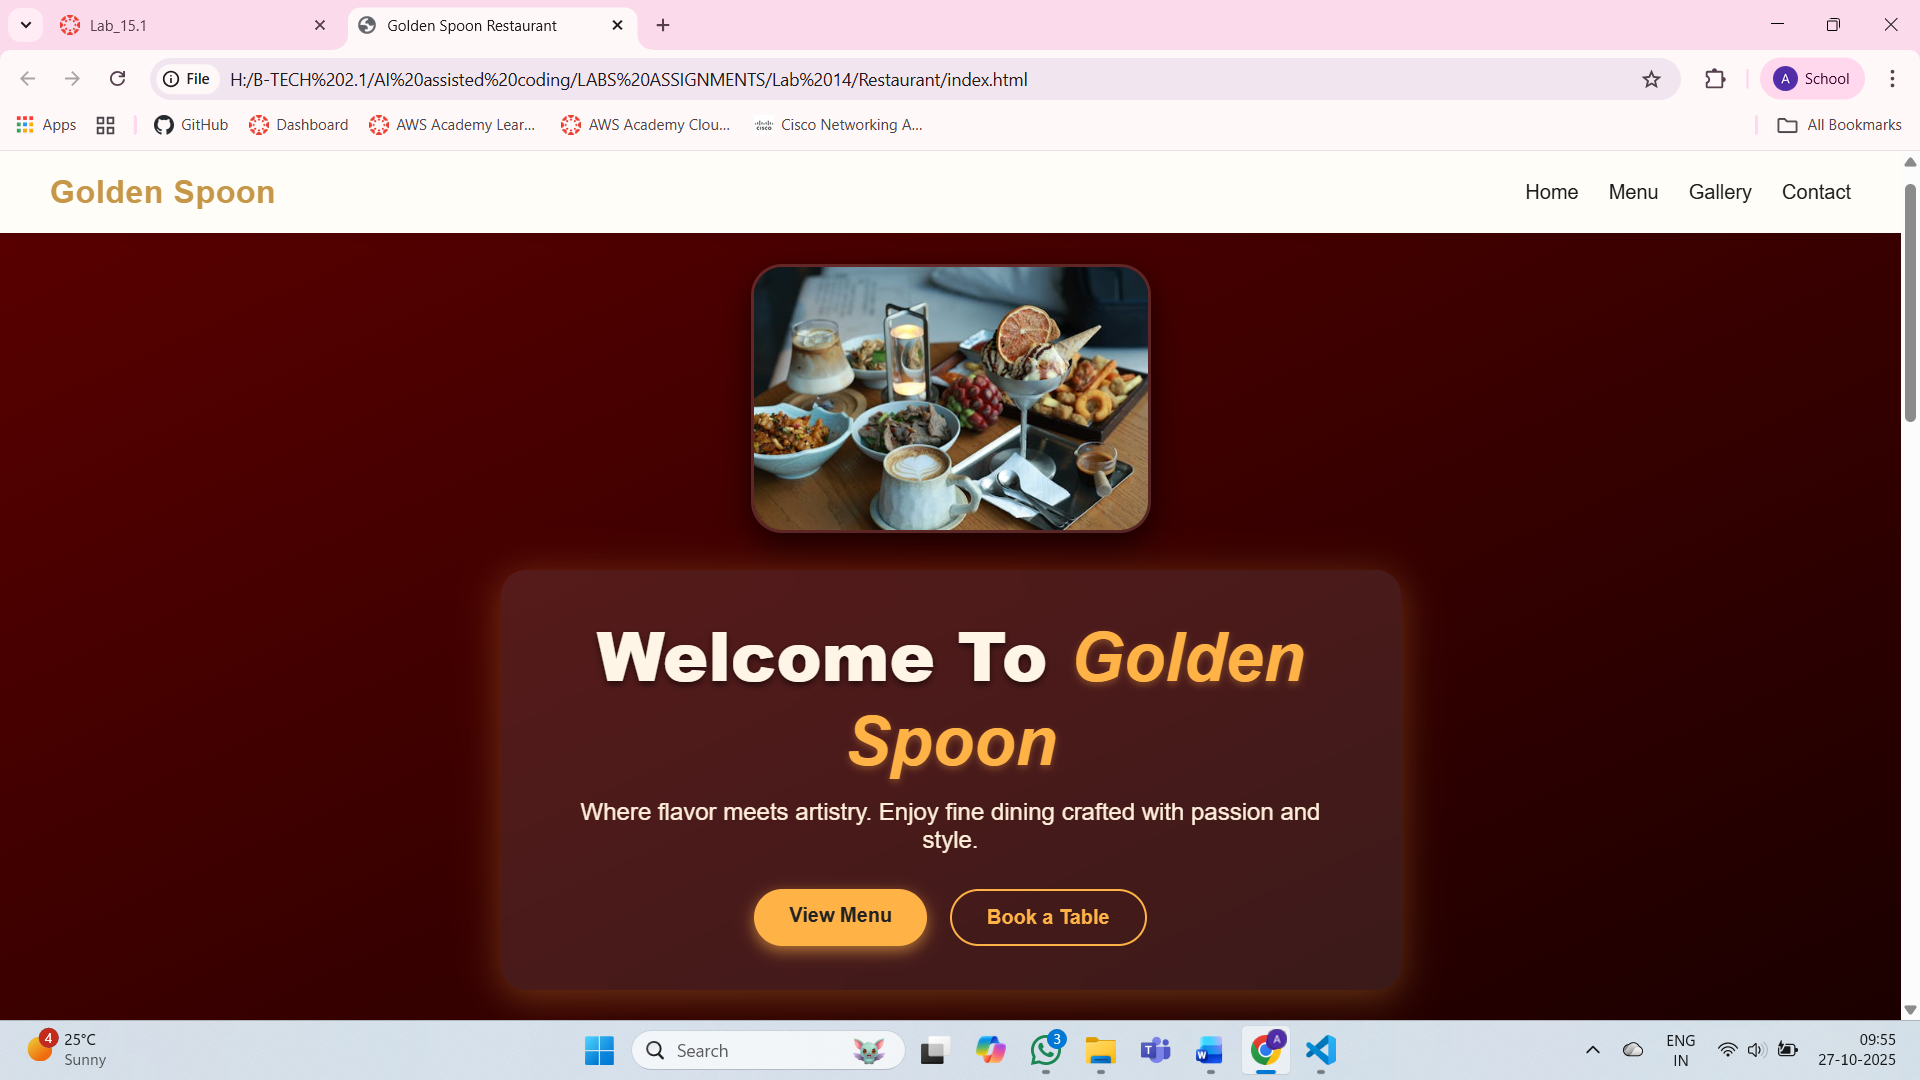 Lab_15.1
Golden Spoon Restaurant
File
H:/B-TECH%202.1/AI%20assisted%20coding/LABS%20ASSIGNMENTS/Lab%2014/Restaurant/index.html
A
School
Apps
GitHub
Dashboard
AWS Academy Lear...
AWS Academy Clou...
cisco
Cisco Networking A...
All Bookmarks
Golden Spoon
Home
Menu
Gallery
Contact
Welcome To Golden
Spoon
Where flavor meets artistry. Enjoy fine dining crafted with passion and
style.
View Menu
Book a Table
4
25°C
Sunny
Search
3
T
W
A
ENG
IN
09:55
27-10-2025